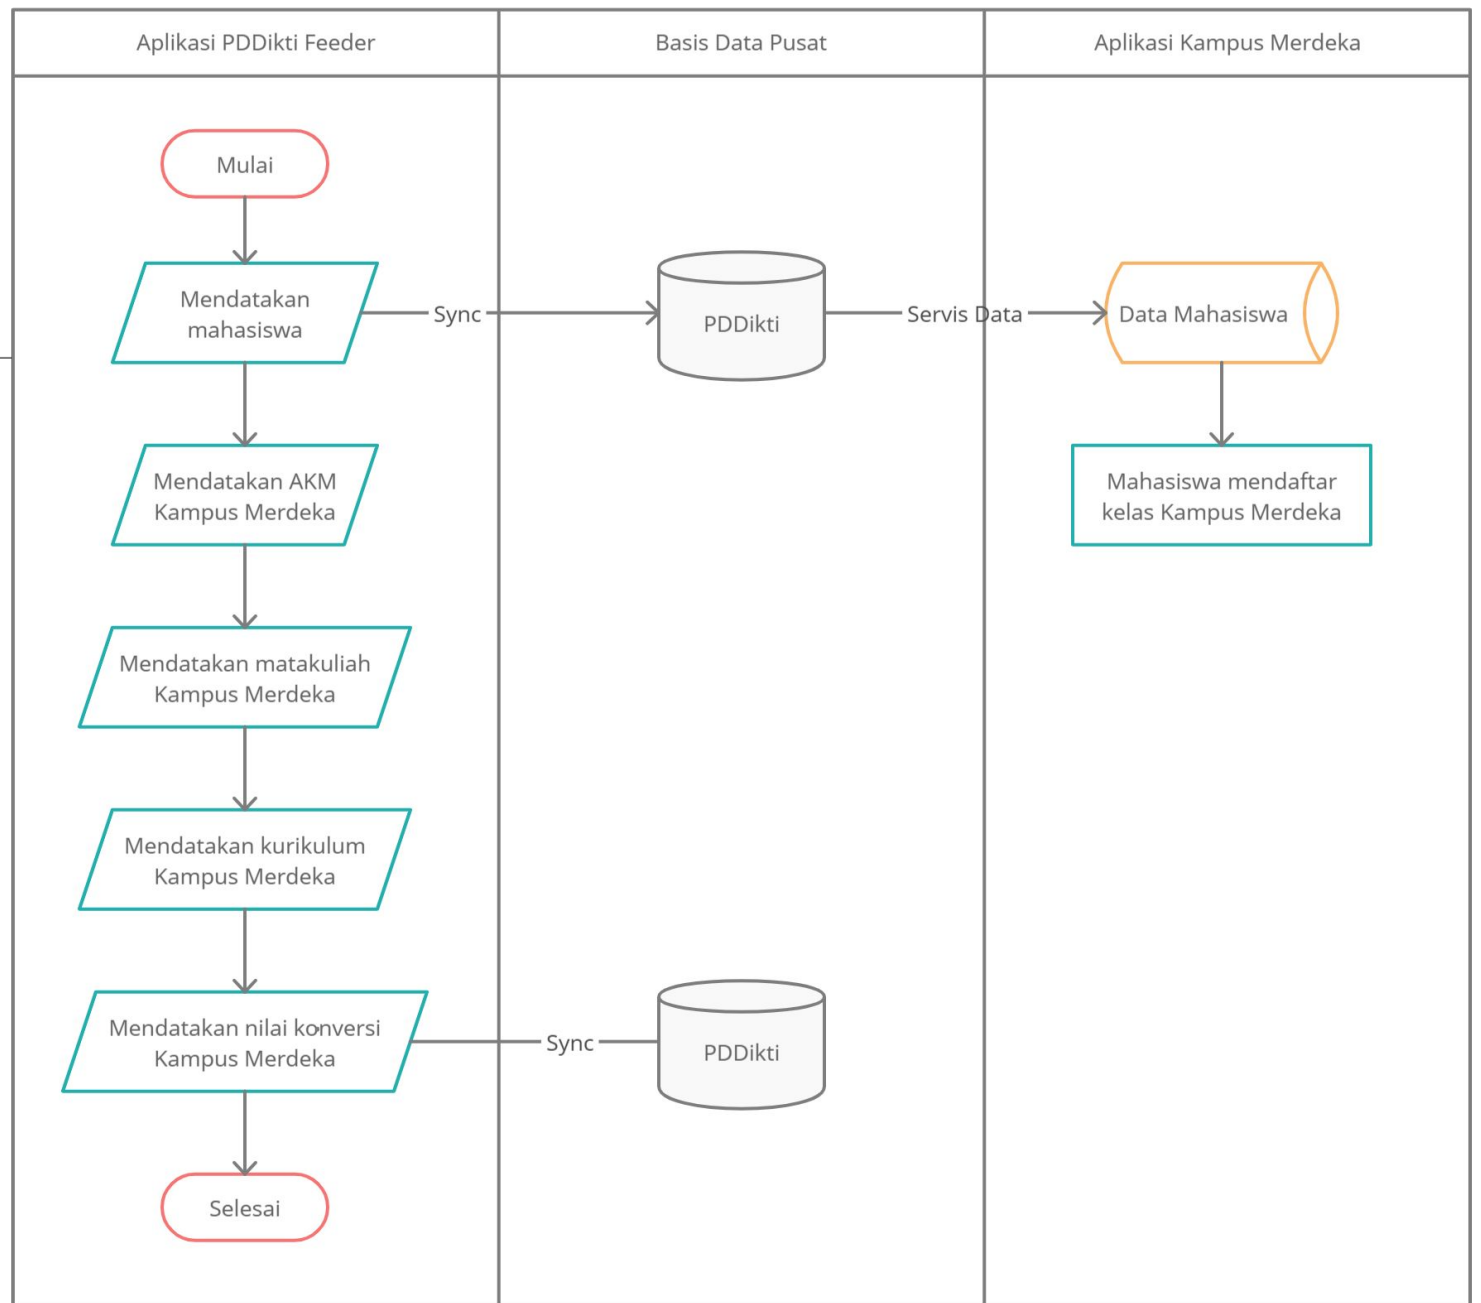 Aplikasi PDDikti Feeder
Basis Data Pusat
Aplikasi Kampus Merdeka
Mulai
Mendatakan
mahasiswa
Sync
PDDikti
Servis Data
Data Mahasiswa
Mendatakan AKM
Kampus Merdeka
Mahasiswa mendaftar
kelas Kampus Merdeka
Mendatakan matakuliah
Kampus Merdeka
Mendatakan kurikulum
Kampus Merdeka
Mendatakan nilai konversi
Kampus Merdeka
Sync
PDDikti
Selesai